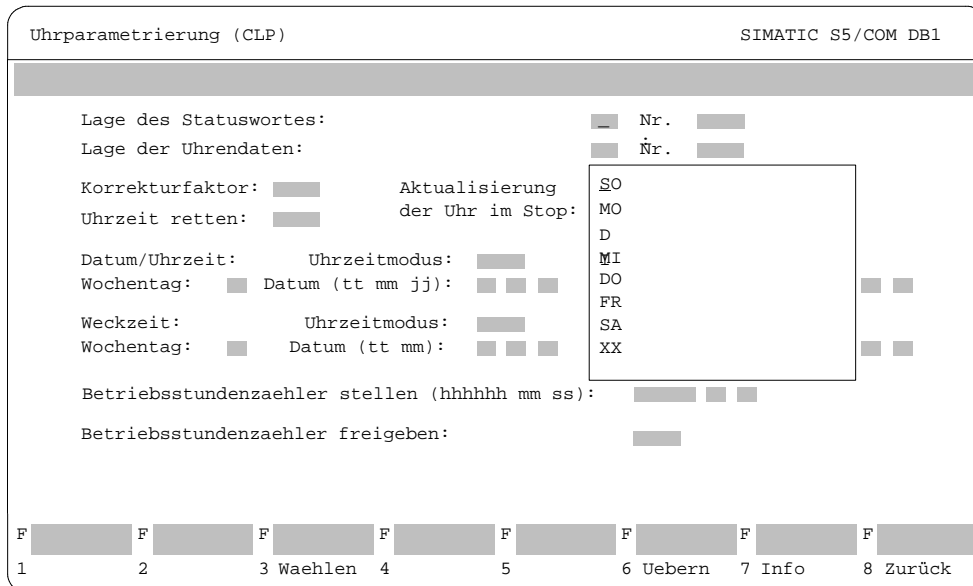 Uhrparametrierung (CLP) SIMATIC S5/COM DB1
Lage des Statuswortes: _ Nr.
Lage der Uhrendaten: Nr.
Korrekturfaktor: Aktualisierung
Uhrzeit retten: der Uhr im Stop:
SO
MO
D
MI
DO
FR
SA
XX
Datum/Uhrzeit: Uhrzeitmodus:
Wochentag: Datum (tt mm jj):
Weckzeit: Uhrzeitmodus:
Wochentag: Datum (tt mm):
Betriebsstundenzaehler stellen (hhhhhh mm ss):
Betriebsstundenzaehler freigeben:
F F F F F F F F
1 2 3 Waehlen 4 5 6 Uebern 7 Info 8 Zurück